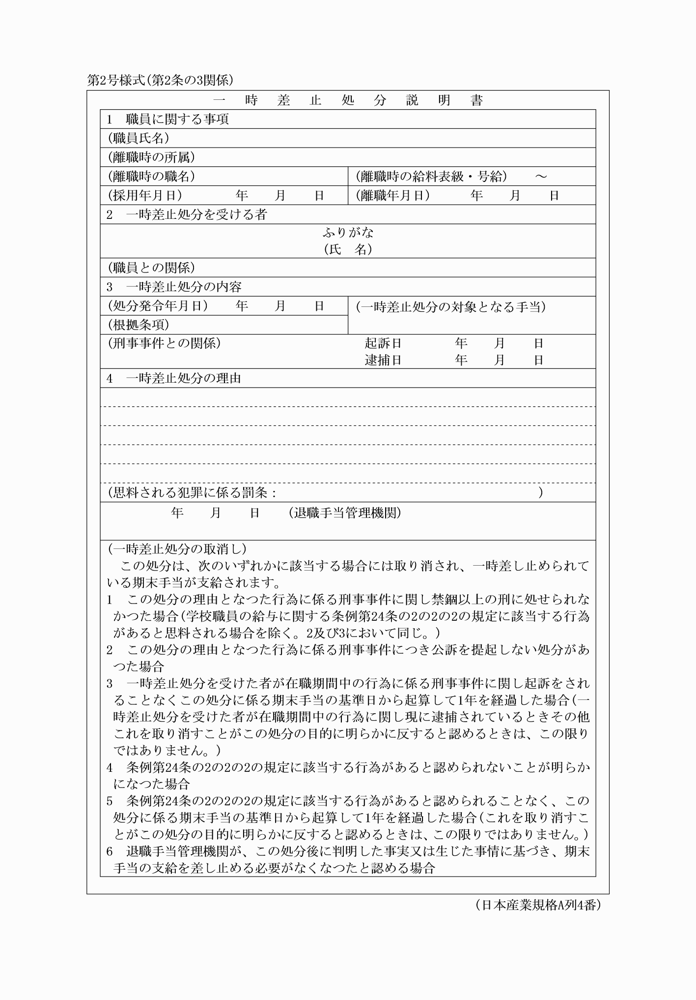 第2号様式(第2条の3関係)
一時差止処分説明書
1　職員に関する事項
(職員氏名)
(離職時の所属)
(離職時の職名)　(離職時の給料表級・号給)　～
(採用年月日)　年　月　日　(離職年月日)　年　月　日
2　一時差止処分を受ける者
ふりがな
(氏　名)
(職員との関係)
3　一時差止処分の内容
(処分発令年月日)　年　月　日　(一時差止処分の対象となる手当)
(根拠条項)
(刑事事件との関係)　起訴日　年　月　日
逮捕日　年　月　日
4　一時差止処分の理由
(思料される犯罪に係る罰条：　)
年　月　日　(退職手当管理機関)
(一時差止処分の取消し)
この処分は、次のいずれかに該当する場合には取り消され、一時差し止められて
いる期末手当が支給されます。
1　この処分の理由となつた行為に係る刑事事件に関し禁錮以上の刑に処せられな
かつた場合(学校職員の給与に関する条例第24条の2の2の2の規定に該当する行為
があると思料される場合を除く。2及び3において同じ。)
2　この処分の理由となつた行為に係る刑事事件につき公訴を提起しない処分があ
つた場合
3　一時差止処分を受けた者が在職期間中の行為に係る刑事事件に関し起訴をされ
ることなくこの処分に係る期末手当の基準日から起算して1年を経過した場合(一
時差止処分を受けた者が在職期間中の行為に関し現に逮捕されているときその他
これを取り消すことがこの処分の目的に明らかに反すると認めるときは、この限り
ではありません。)
4　条例第24条の2の2の2の規定に該当する行為があると認められないことが明らか
になつた場合
5　条例第24条の2の2の2の規定に該当する行為があると認められることなく、この
処分に係る期末手当の基準日から起算して1年を経過した場合(これを取り消すこ
とがこの処分の目的に明らかに反すると認めるときは、この限りではありません。)
6　退職手当管理機関が、この処分後に判明した事実又は生じた事情に基づき、期末
手当の支給を差し止める必要がなくなつたと認める場合
(日本産業規格A列4番)